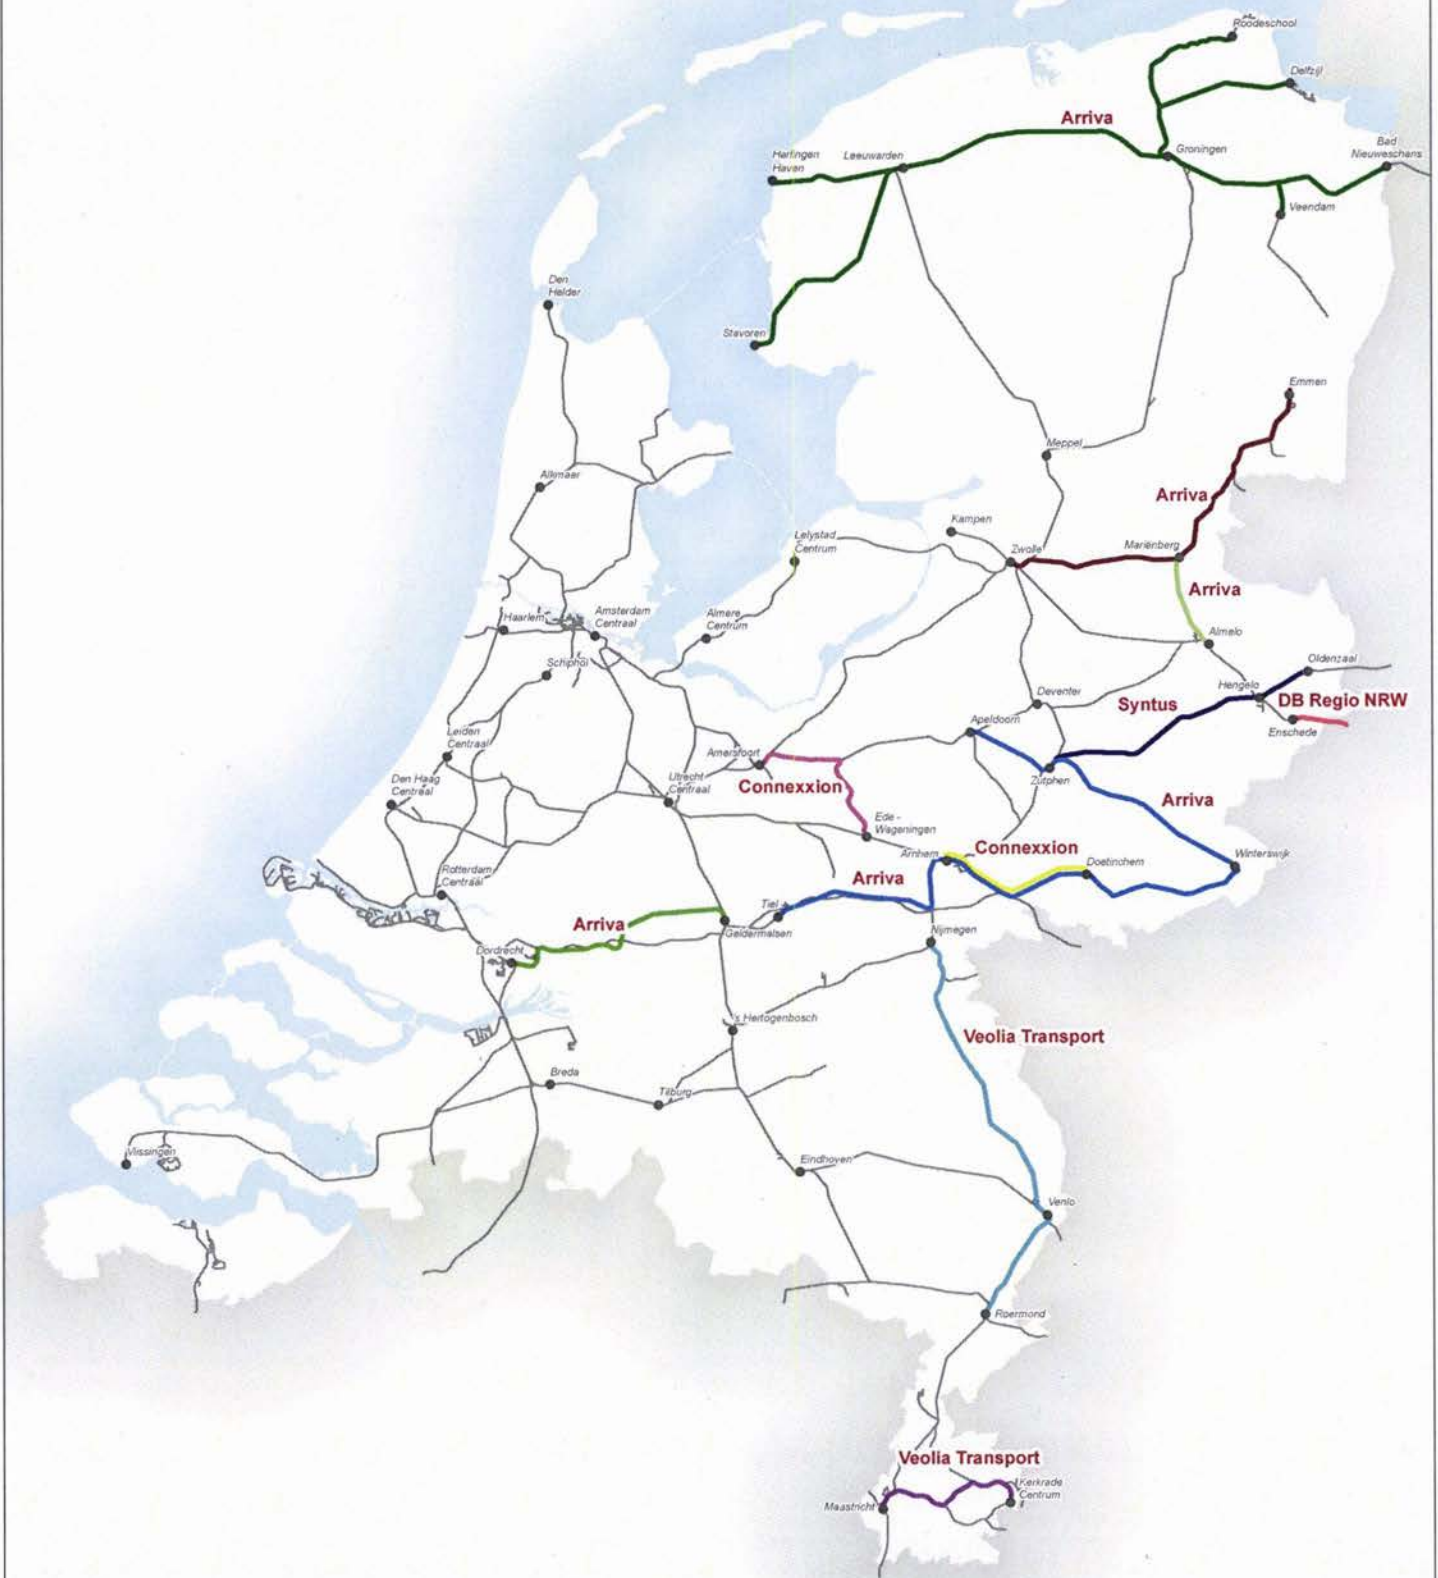 Roodeschool
Delfzijl
Arriva
Groningen
Bad
Nieuweschans
Harlingen
Haven
Leeuwarden
Veendam
Den
Helder
Stavoren
Emmen
Meppel
Alkmaar
Arriva
Kampen
Lelystad
Centrum
Zwolle
Mariënberg
Arriva
Haarlem
Amsterdam
Centraal
Almere
Centrum
Almelo
Schiphol
Oldenzaal
Hengelo
Deventer
Syntus
DB Regio NRW
Apeldoorn
Enschede
Leiden
Centraal
Amersfoort
Den Haag
Centraal
Utrecht
Centraal
Zutphen
Connexxion
Arriva
Ede -
Wageningen
Arnhem
Connexxion
Doetinchem
Winterswijk
Rotterdam
Centraal
Arriva
Tiel
Arriva
Geldermalsen
Nijmegen
Dordrecht
's Hertogenbosch
Veolia Transport
Breda
Tilburg
Vlissingen
Eindhoven
Venlo
Roermond
Veolia Transport
Kerkrade
Centrum
Maastricht